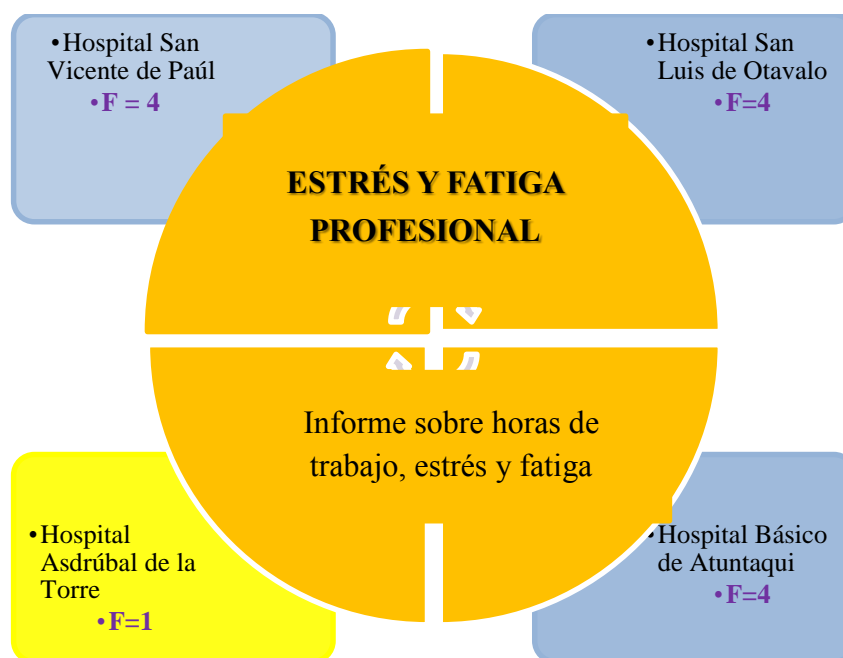 •Hospital San
Vicente de Paúl
•F = 4
•Hospital San
Luis de Otavalo
•F=4
ESTRÉS Y FATIGA
PROFESIONAL
Informe sobre horas de
trabajo, estrés y fatiga
•Hospital
Asdrúbal de la
Torre
•F=1
•Hospital Básico
de Atuntaqui
•F=4